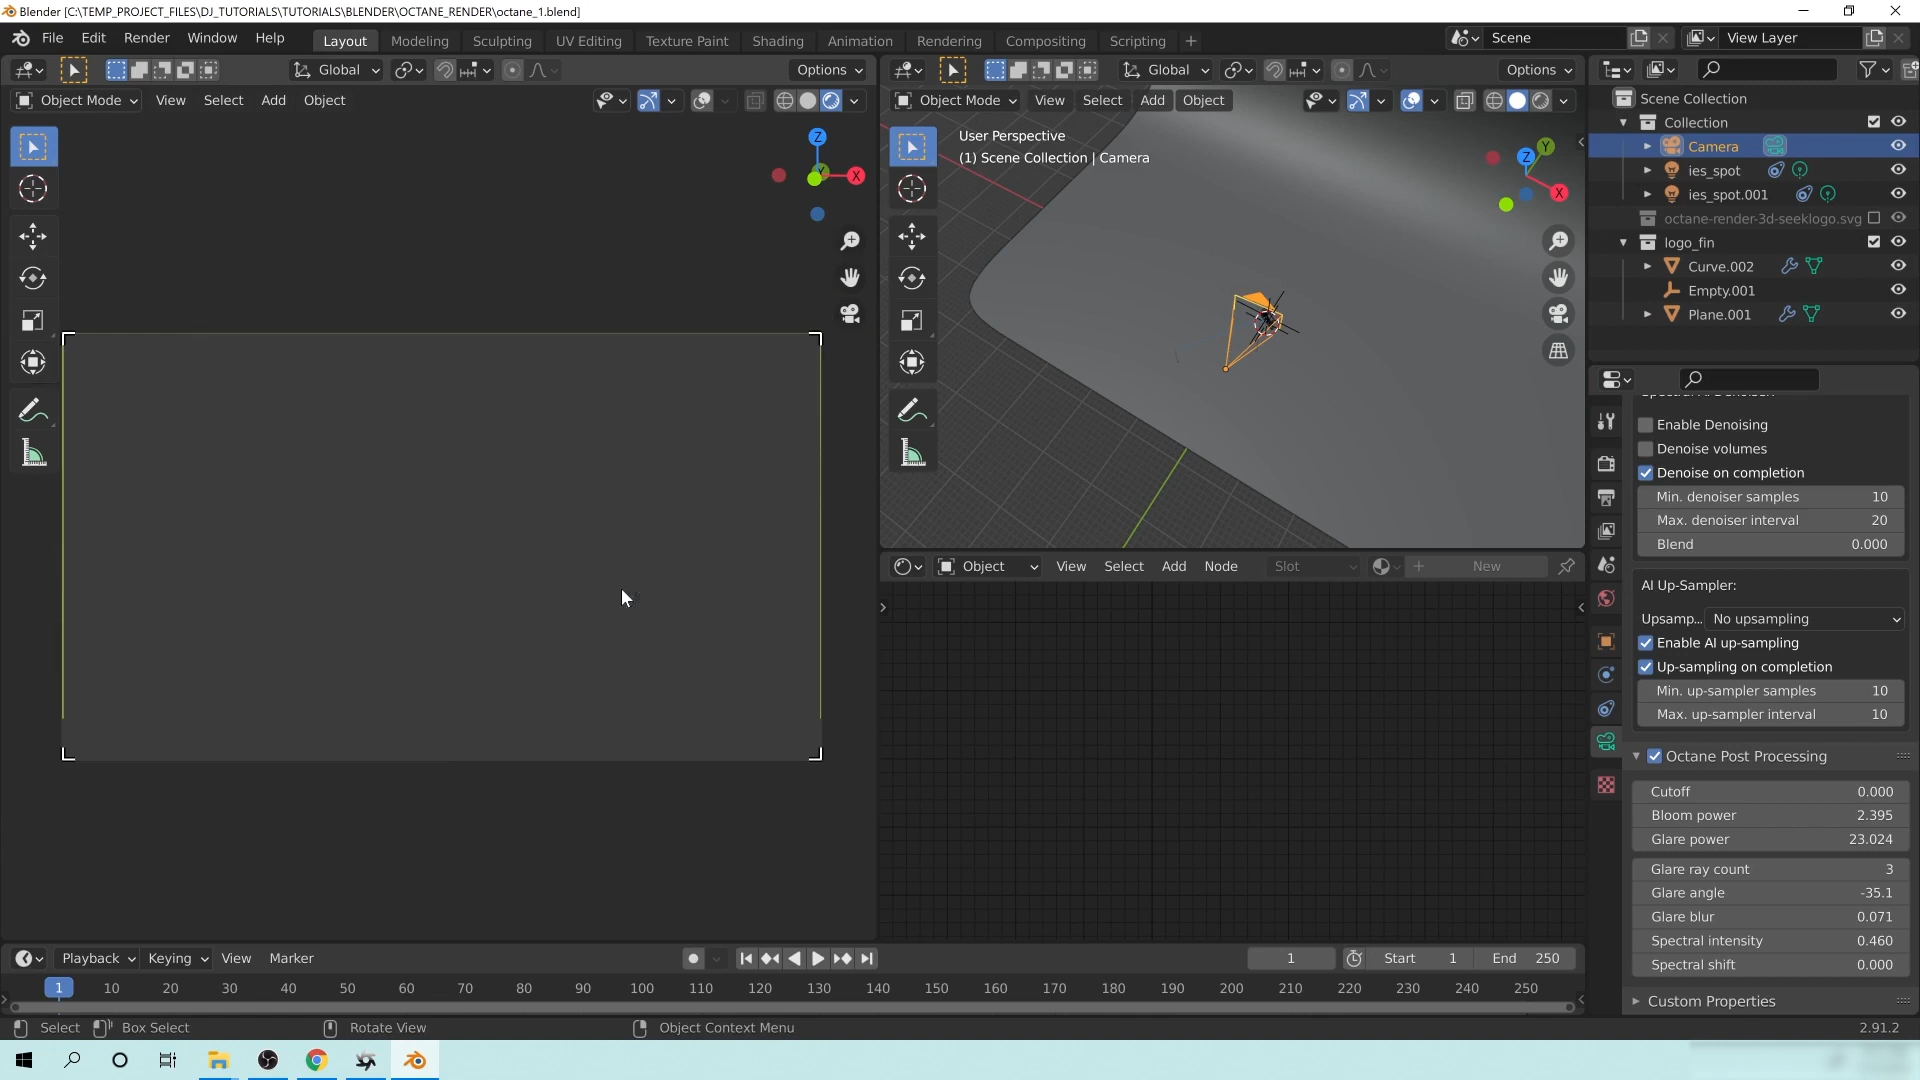 Blender [C:\TEMP_PROJECT_FILES\DJ_TUTORIALS\TUTORIALS\BLENDER\OCTANE_RENDER\octane_1.blend]
File Edit Render Window Help Layout Modeling Sculpting UV Editing Texture Paint Shading Animation Rendering Compositing Scripting + Scene View Layer
Global Options
Global Options
Object Mode View Select Add Object
Object Mode View Select Add Object
User Perspective
(1) Scene Collection | Camera
Z
Y
X
Y
Z
X
Scene Collection
Collection
Camera
ies_spot
ies_spot.001
octane-render-3d-seeklogo.svg
logo_fin
Curve.002
Empty.001
Plane.001
Enable Denoising
Denoise volumes
Denoise on completion
Min. denoiser samples 10
Max. denoiser interval 20
Blend 0.000
AI Up-Sampler:
Upsamp... No upsampling
Enable AI up-sampling
Up-sampling on completion
Min. up-sampler samples 10
Max. up-sampler interval 10
Octane Post Processing
Cutoff 0.000
Bloom power 2.395
Glare power 23.024
Glare ray count 3
Glare angle -35.1
Glare blur 0.071
Spectral intensity 0.460
Spectral shift 0.000
Custom Properties
Object View Select Add Node Slot New
Playback Keying View Marker 1 Start 1 End 250
1 10 20 30 40 50 60 70 80 90 100 110 120 130 140 150 160 170 180 190 200 210 220 230 240 250
Select Box Select Rotate View Object Context Menu 2.91.2